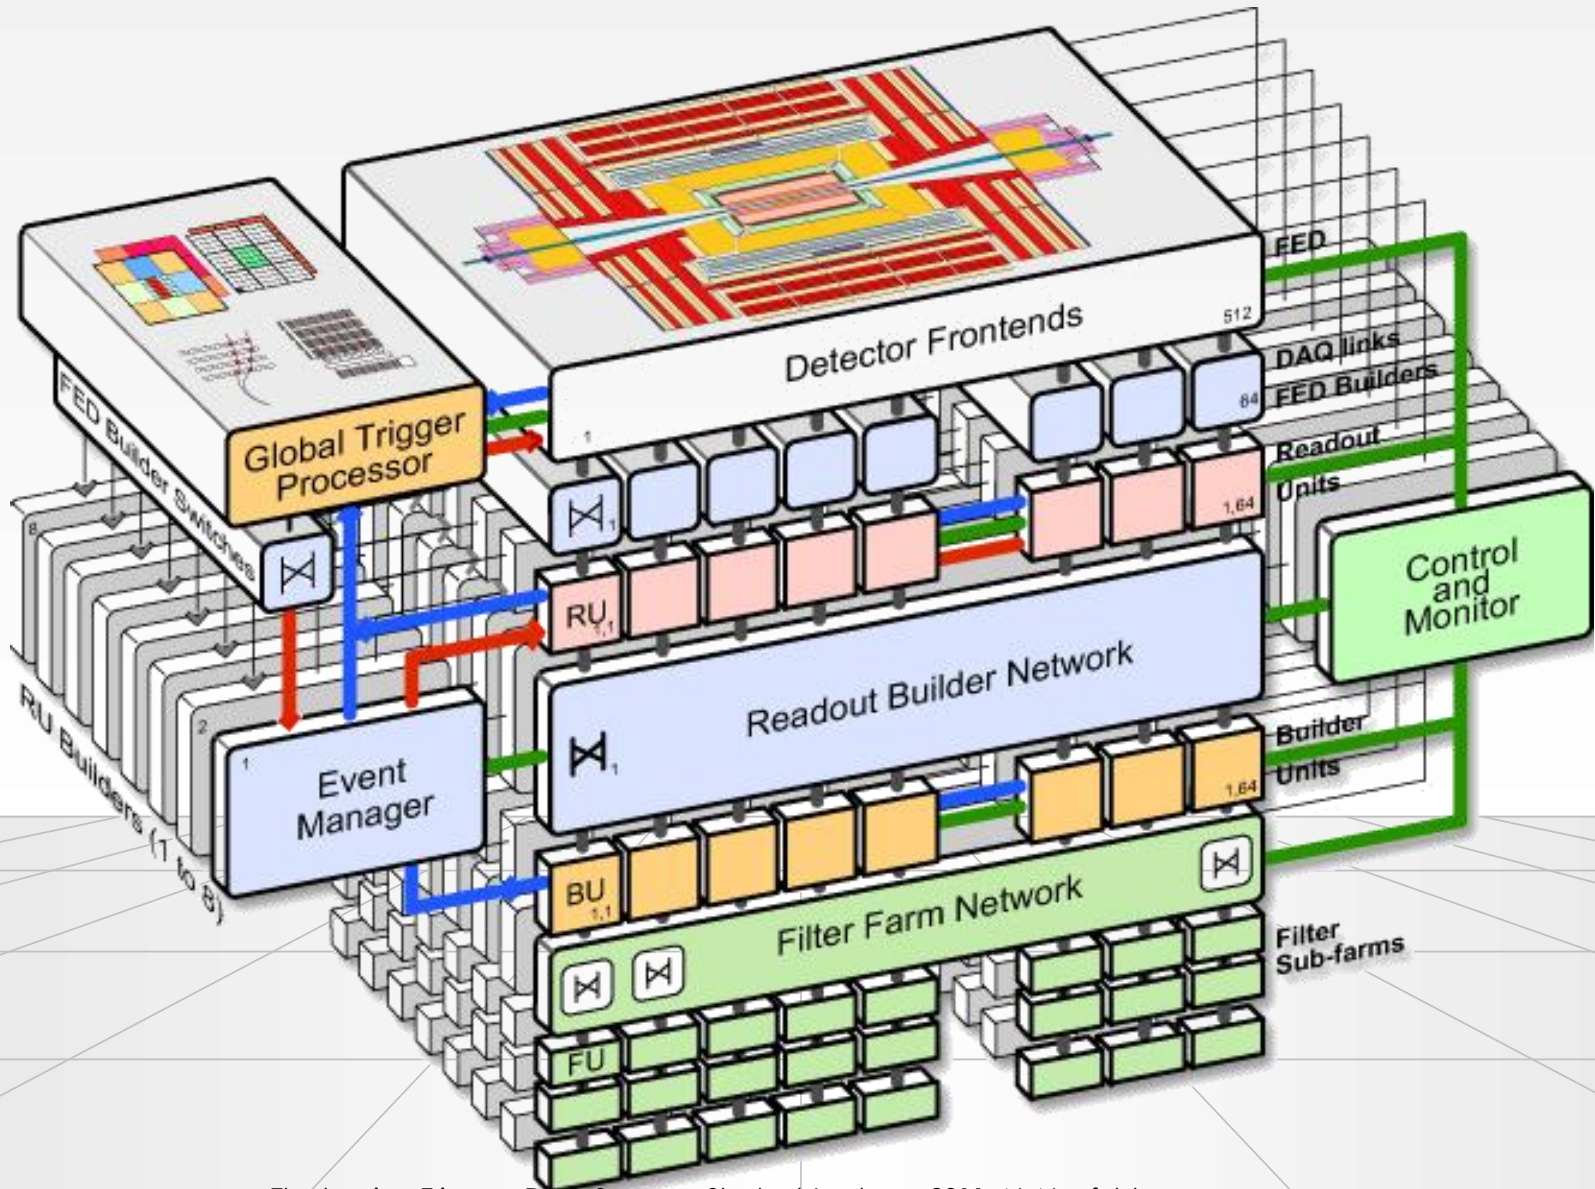 FED
512
Detector Frontends
DAQ links
FED Builders
64
1
Global Trigger
Processor
FED Builder Switches
Readout
Units
1
1,64
8
RU
1,1
Control
and
Monitor
Readout Builder Network
1
RU Builders (1 to 8)
2
1
Event
Manager
Builder
Units
1,64
BU
1,1
Filter Farm Network
Filter
Sub-farms
FU